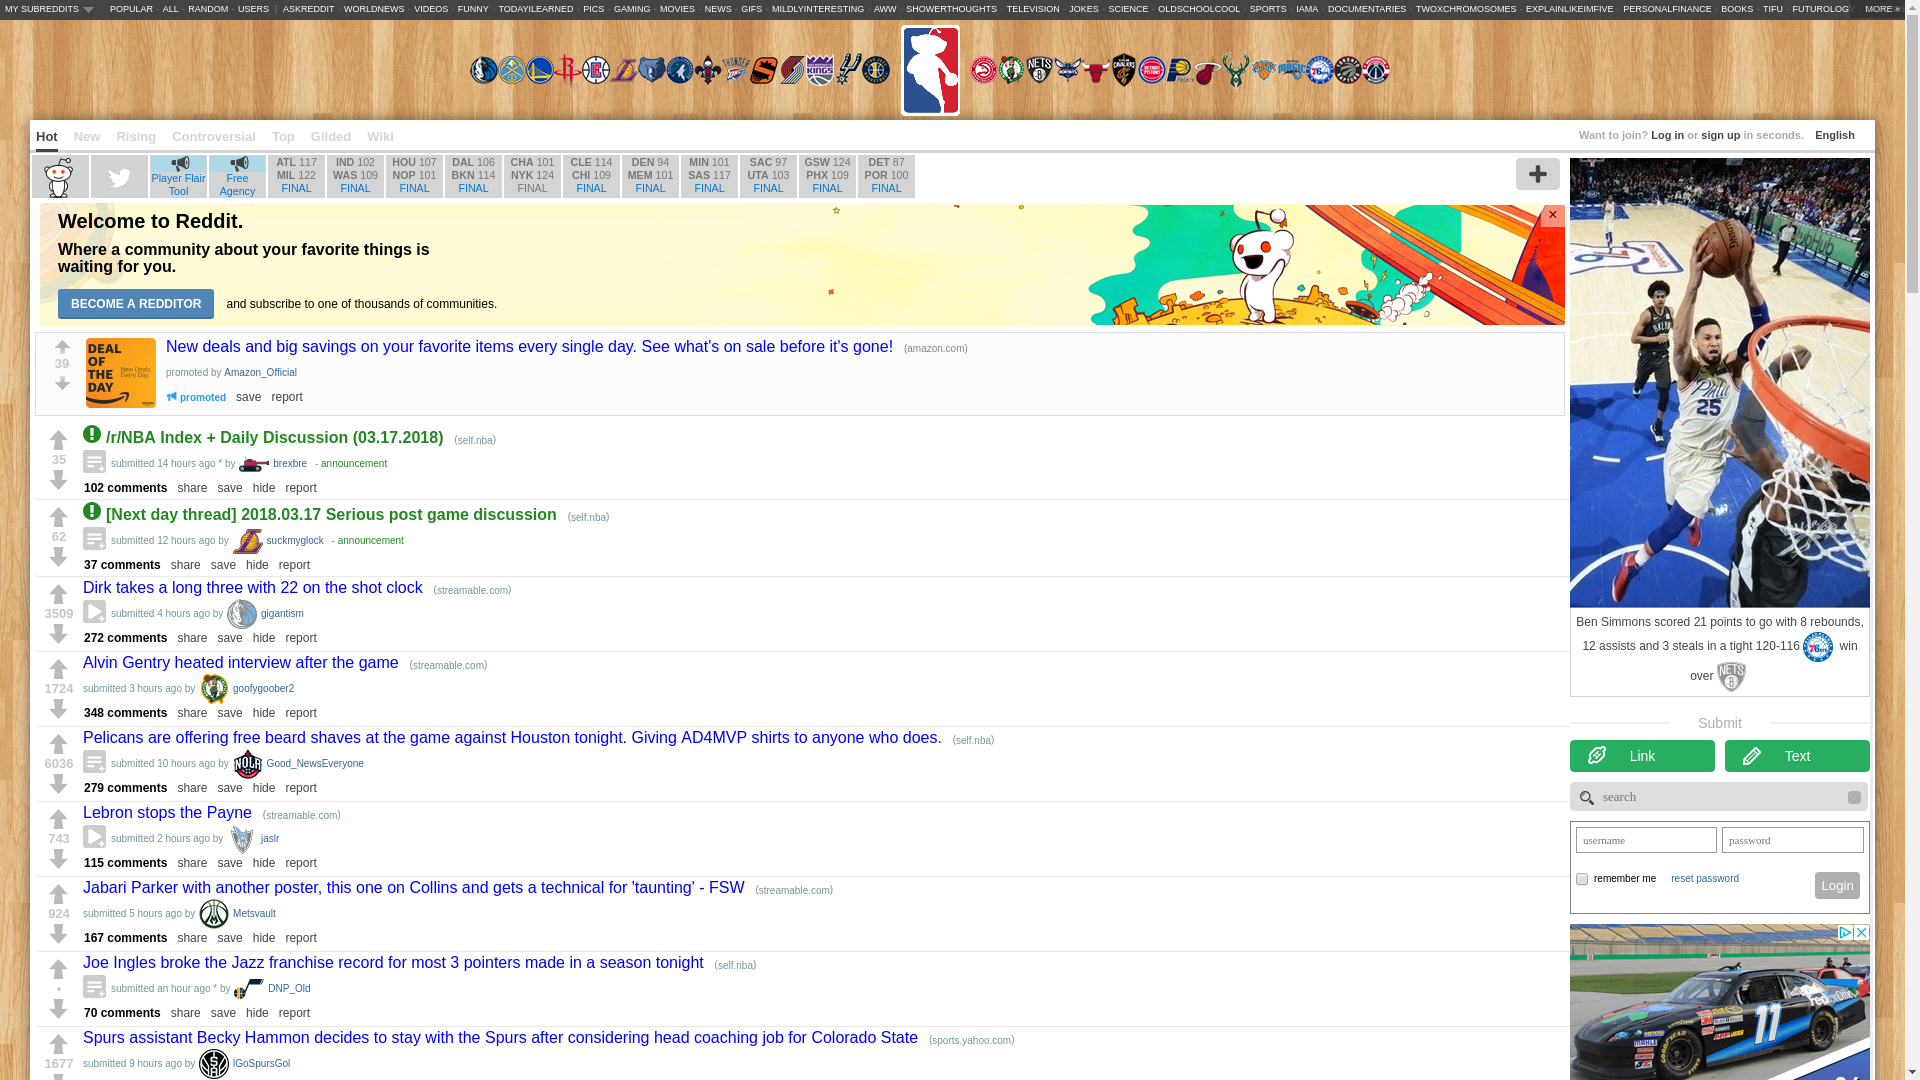 MY SUBREDDITS POPULAR - ALL - RANDOM - USERS | ASKREDDIT - WORLDNEWS - VIDEOS - FUNNY - TODAYILEARNED - PICS - GAMING - MOVIES - NEWS - GIFS - MILDLYINTERESTING - AWW - SHOWERTHOUGHTS - TELEVISION - JOKES - SCIENCE - OLDSCHOOLCOOL - SPORTS - IAMA - DOCUMENTARIES - TWOXCHROMOSOMES - EXPLAINLIKEIMFIVE - PERSONALFINANCE - BOOKS - TIFU - FUTUROLOGY MORE »
Hot New Rising Controversial Top Gilded Wiki
Want to join? Log in or sign up in seconds. English
Player Flair Tool
Free Agency
ATL 117 MIL 122 FINAL
IND 102 WAS 109 FINAL
HOU 107 NOP 101 FINAL
DAL 106 BKN 114 FINAL
CHA 101 NYK 124 FINAL
CLE 114 CHI 109 FINAL
DEN 94 MEM 101 FINAL
MIN 101 SAS 117 FINAL
SAC 97 UTA 103 FINAL
GSW 124 PHX 109 FINAL
DET 87 POR 100 FINAL
Welcome to Reddit.
Where a community about your favorite things is
waiting for you.
BECOME A REDDITOR and subscribe to one of thousands of communities.
×
39
DEAL OF THE DAY
New Deals. Every Day.
New deals and big savings on your favorite items every single day. See what's on sale before it's gone! (amazon.com)
promoted by Amazon_Official
promoted save report
35
/r/NBA Index + Daily Discussion (03.17.2018) (self.nba)
submitted 14 hours ago * by brexbre - announcement
102 comments share save hide report
62
[Next day thread] 2018.03.17 Serious post game discussion (self.nba)
submitted 12 hours ago by suckmyglock - announcement
37 comments share save hide report
3509
Dirk takes a long three with 22 on the shot clock (streamable.com)
submitted 4 hours ago by gigantism
272 comments share save hide report
1724
Alvin Gentry heated interview after the game (streamable.com)
submitted 3 hours ago by goofygoober2
348 comments share save hide report
6036
Pelicans are offering free beard shaves at the game against Houston tonight. Giving AD4MVP shirts to anyone who does. (self.nba)
submitted 10 hours ago by Good_NewsEveryone
279 comments share save hide report
743
Lebron stops the Payne (streamable.com)
submitted 2 hours ago by jaslr
115 comments share save hide report
924
Jabari Parker with another poster, this one on Collins and gets a technical for 'taunting' - FSW (streamable.com)
submitted 5 hours ago by Metsvault
167 comments share save hide report
•
Joe Ingles broke the Jazz franchise record for most 3 pointers made in a season tonight (self.nba)
submitted an hour ago * by DNP_Old
70 comments share save hide report
1677
Spurs assistant Becky Hammon decides to stay with the Spurs after considering head coaching job for Colorado State (sports.yahoo.com)
submitted 9 hours ago by IGoSpursGol
Phila
25
Ben Simmons scored 21 points to go with 8 rebounds,
12 assists and 3 steals in a tight 120-116 win
over
Submit
Link Text
search
username password
remember me reset password Login
11